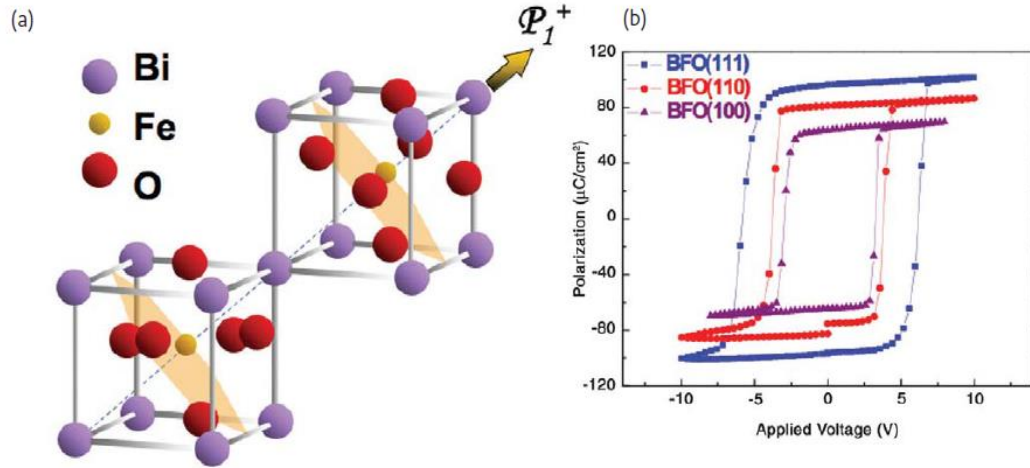 (a)
Bi
Fe
O
𝒫₁⁺
(b)
BFO(111)
BFO(110)
BFO(100)
Polarization (μC/cm²)
120
80
40
0
-40
-80
-120
-10
-5
0
5
10
Applied Voltage (V)